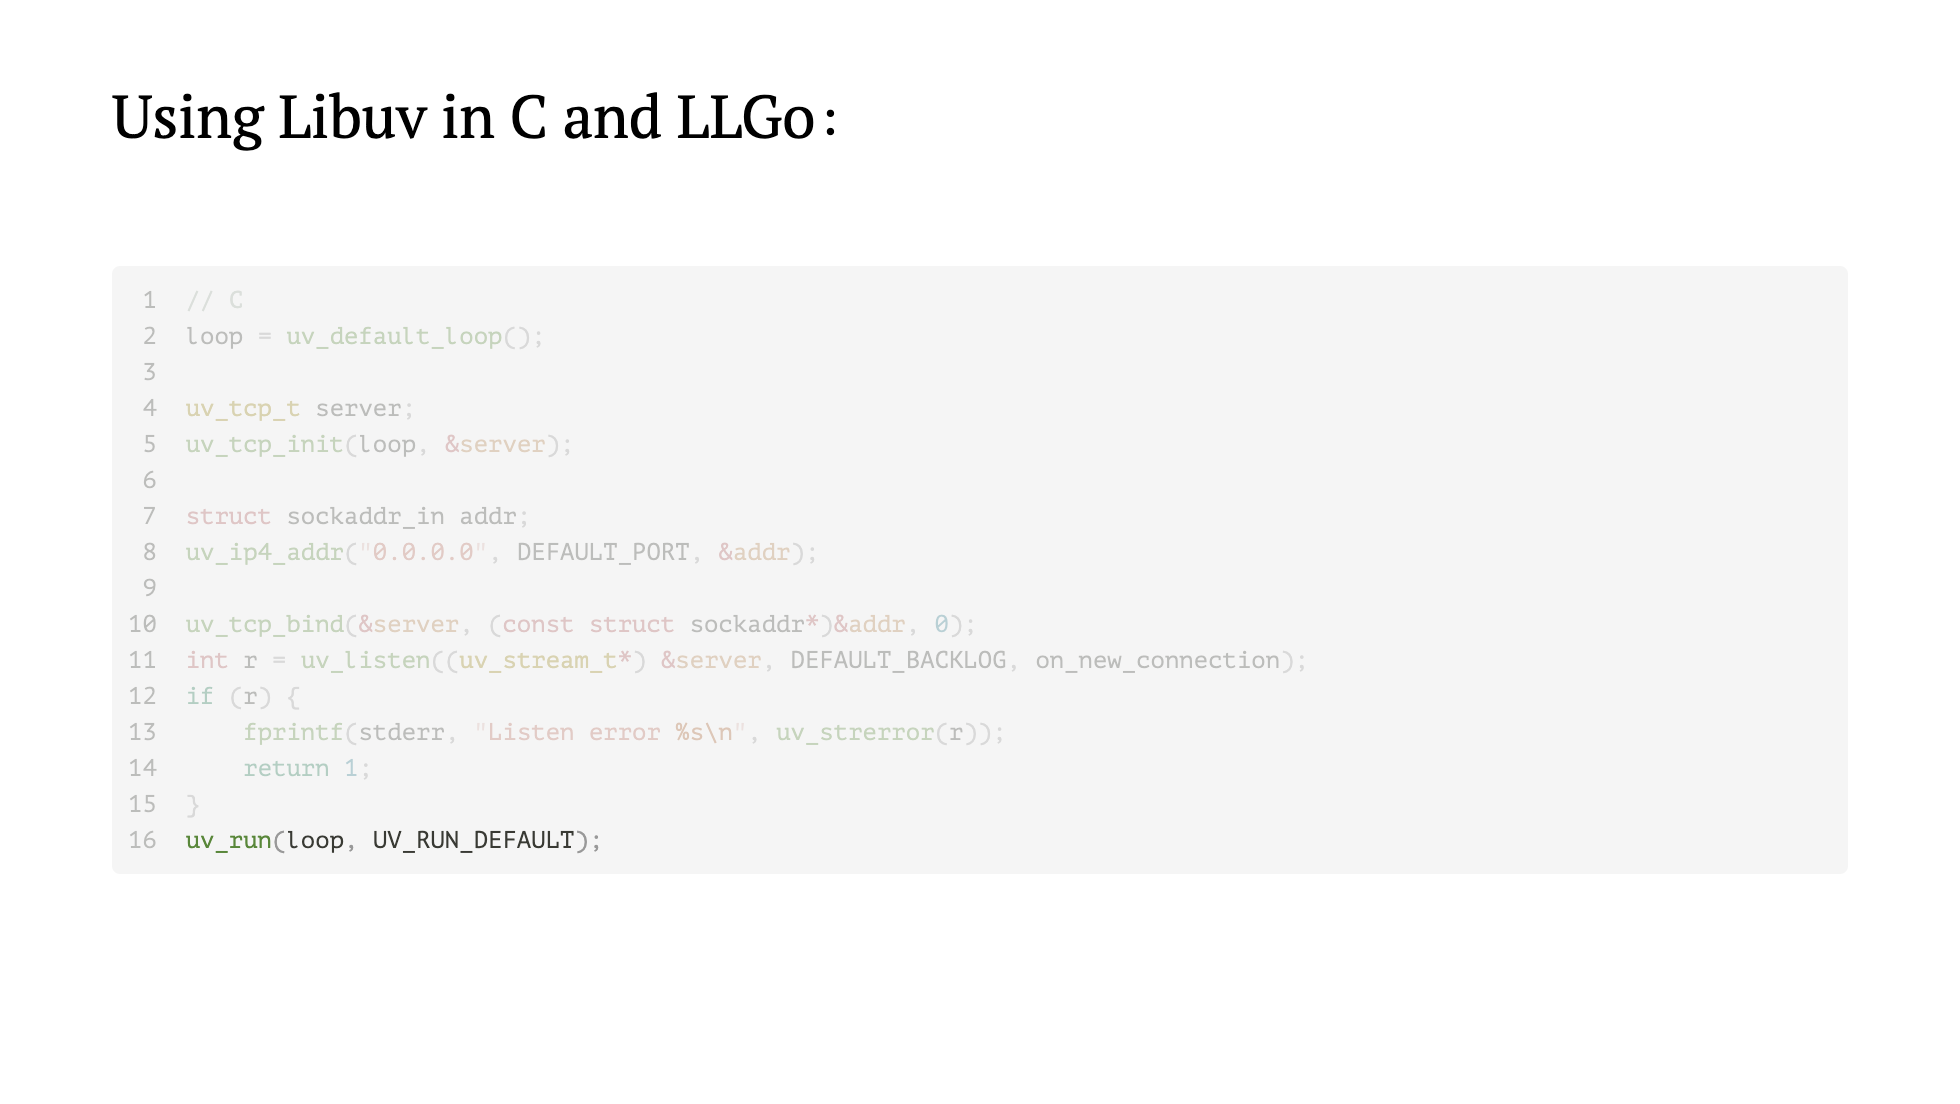 Using Libuv in C and LLGo:
1 // C
2 loop = uv_default_loop();
3
4 uv_tcp_t server;
5 uv_tcp_init(loop, &server);
6
7 struct sockaddr_in addr;
8 uv_ip4_addr("0.0.0.0", DEFAULT_PORT, &addr);
9
10 uv_tcp_bind(&server, (const struct sockaddr*)&addr, 0);
11 int r = uv_listen((uv_stream_t*) &server, DEFAULT_BACKLOG, on_new_connection);
12 if (r) {
13     fprintf(stderr, "Listen error %s\n", uv_strerror(r));
14     return 1;
15 }
16 uv_run(loop, UV_RUN_DEFAULT);